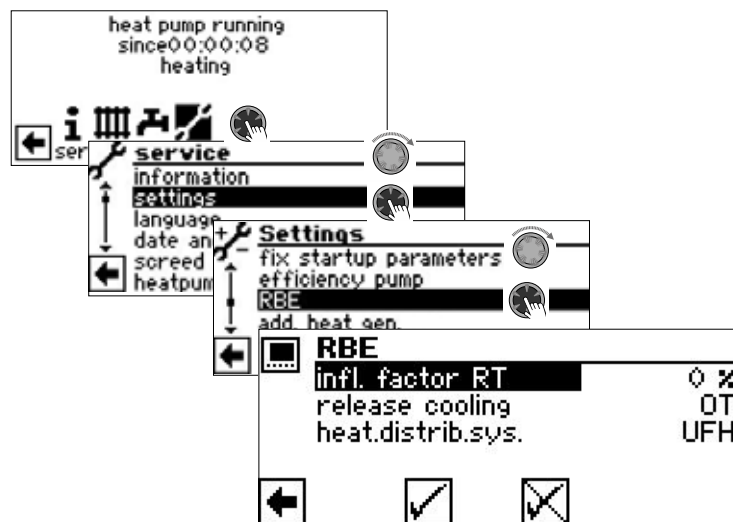 heat pump running
since00:00:08
heating
ser
service
information
settings
language
date an
screed
heatpum
Settings
fix startup parameters
efficiency pump
RBE
add. heat gen.
RBE
infl. factor RT 0 %
release cooling OT
heat.distrib.sys. UFH